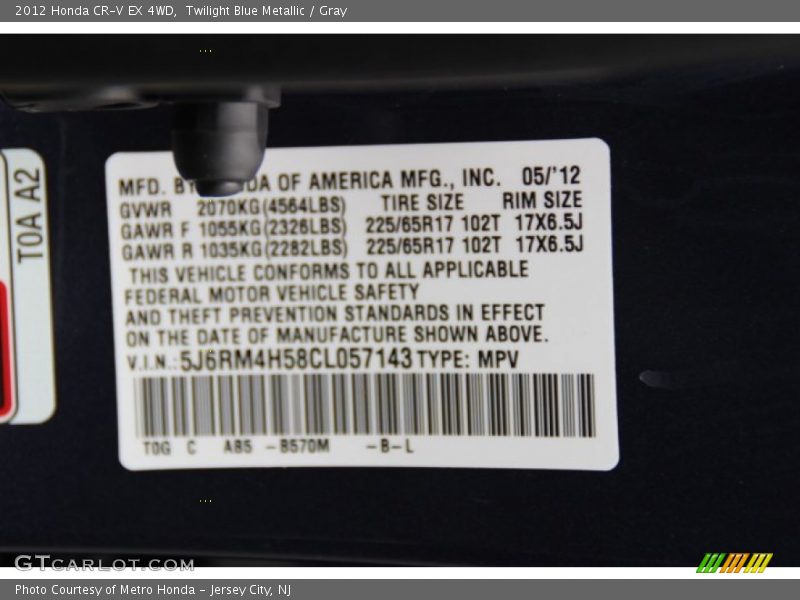 2012 Honda CR-V EX 4WD, Twilight Blue Metallic / Gray
T0A A2
MFD. BY DA OF AMERICA MFG., INC. 05/'12
GVWR 2070KG(4564LBS) TIRE SIZE RIM SIZE
GAWR F 1055KG(2326LBS) 225/65R17 102T 17X6.5J
GAWR R 1035KG(2282LBS) 225/65R17 102T 17X6.5J
THIS VEHICLE CONFORMS TO ALL APPLICABLE
FEDERAL MOTOR VEHICLE SAFETY
AND THEFT PREVENTION STANDARDS IN EFFECT
ON THE DATE OF MANUFACTURE SHOWN ABOVE.
V.I.N.: 5J6RM4H58CL057143 TYPE: MPV
T0G C AB5 -B570M -B-L
GTCARLOT.COM
Photo Courtesy of Metro Honda - Jersey City, NJ